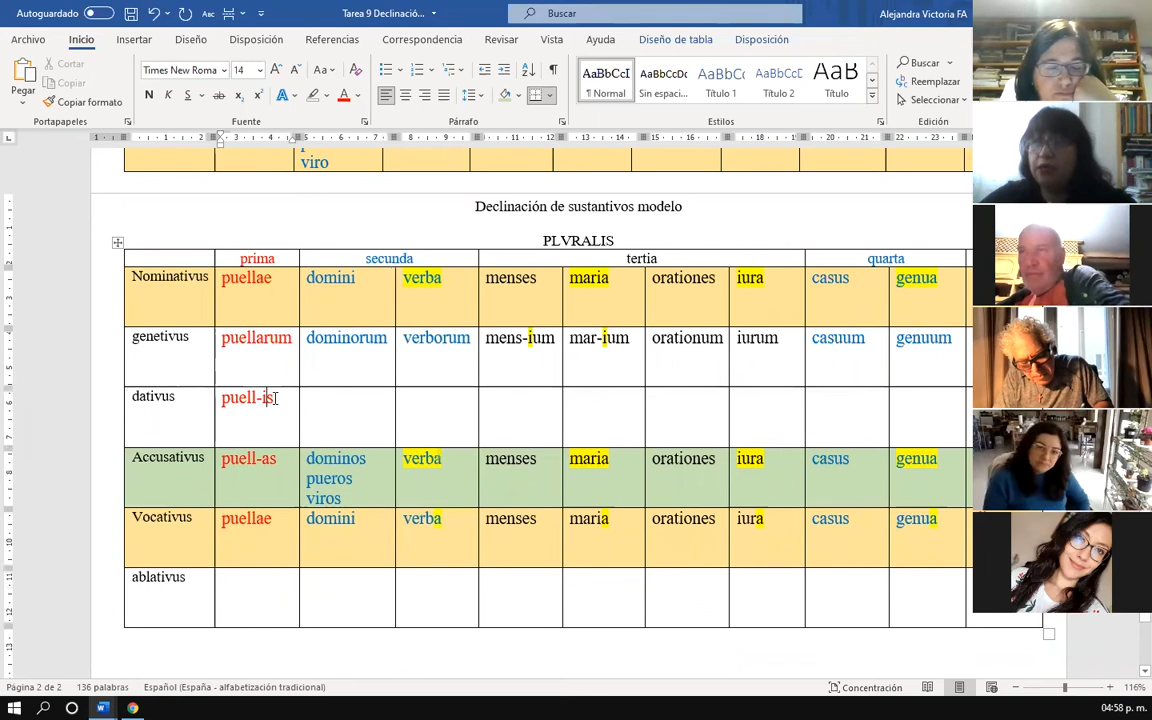 Autoguardado
Tarea 9 Declinació...
Buscar
Alejandra Victoria FA
Archivo Inicio Insertar Diseño Disposición Referencias Correspondencia Revisar Vista Ayuda Diseño de tabla Disposición
Cortar
Copiar
Copiar formato
Pegar
Portapapeles
Times New Roma 14
Fuente
Párrafo
AaBbCcI AaBbCcDc AaBbCcI AaBbCcDc AaBbCc
¶ Normal Sin espaci... Título 1 Título 2 Título
Estilos
Buscar
Reemplazar
Seleccionar
Edición
viro
Declinación de sustantivos modelo
PLVRALIS
prima secunda tertia quarta
Nominativus puellae domini verba menses maria orationes iura casus genua
genetivus puellarum dominorum verborum mens-ium mar-ium orationum iurum casuum genuum
dativus puell-is
Accusativus puell-as dominos verba menses maria orationes iura casus genua
pueros
viros
Vocativus puellae domini verba menses maria orationes iura casus genua
ablativus
Página 2 de 2 136 palabras Español (España - alfabetización tradicional) Concentración 116%
04:58 p. m.